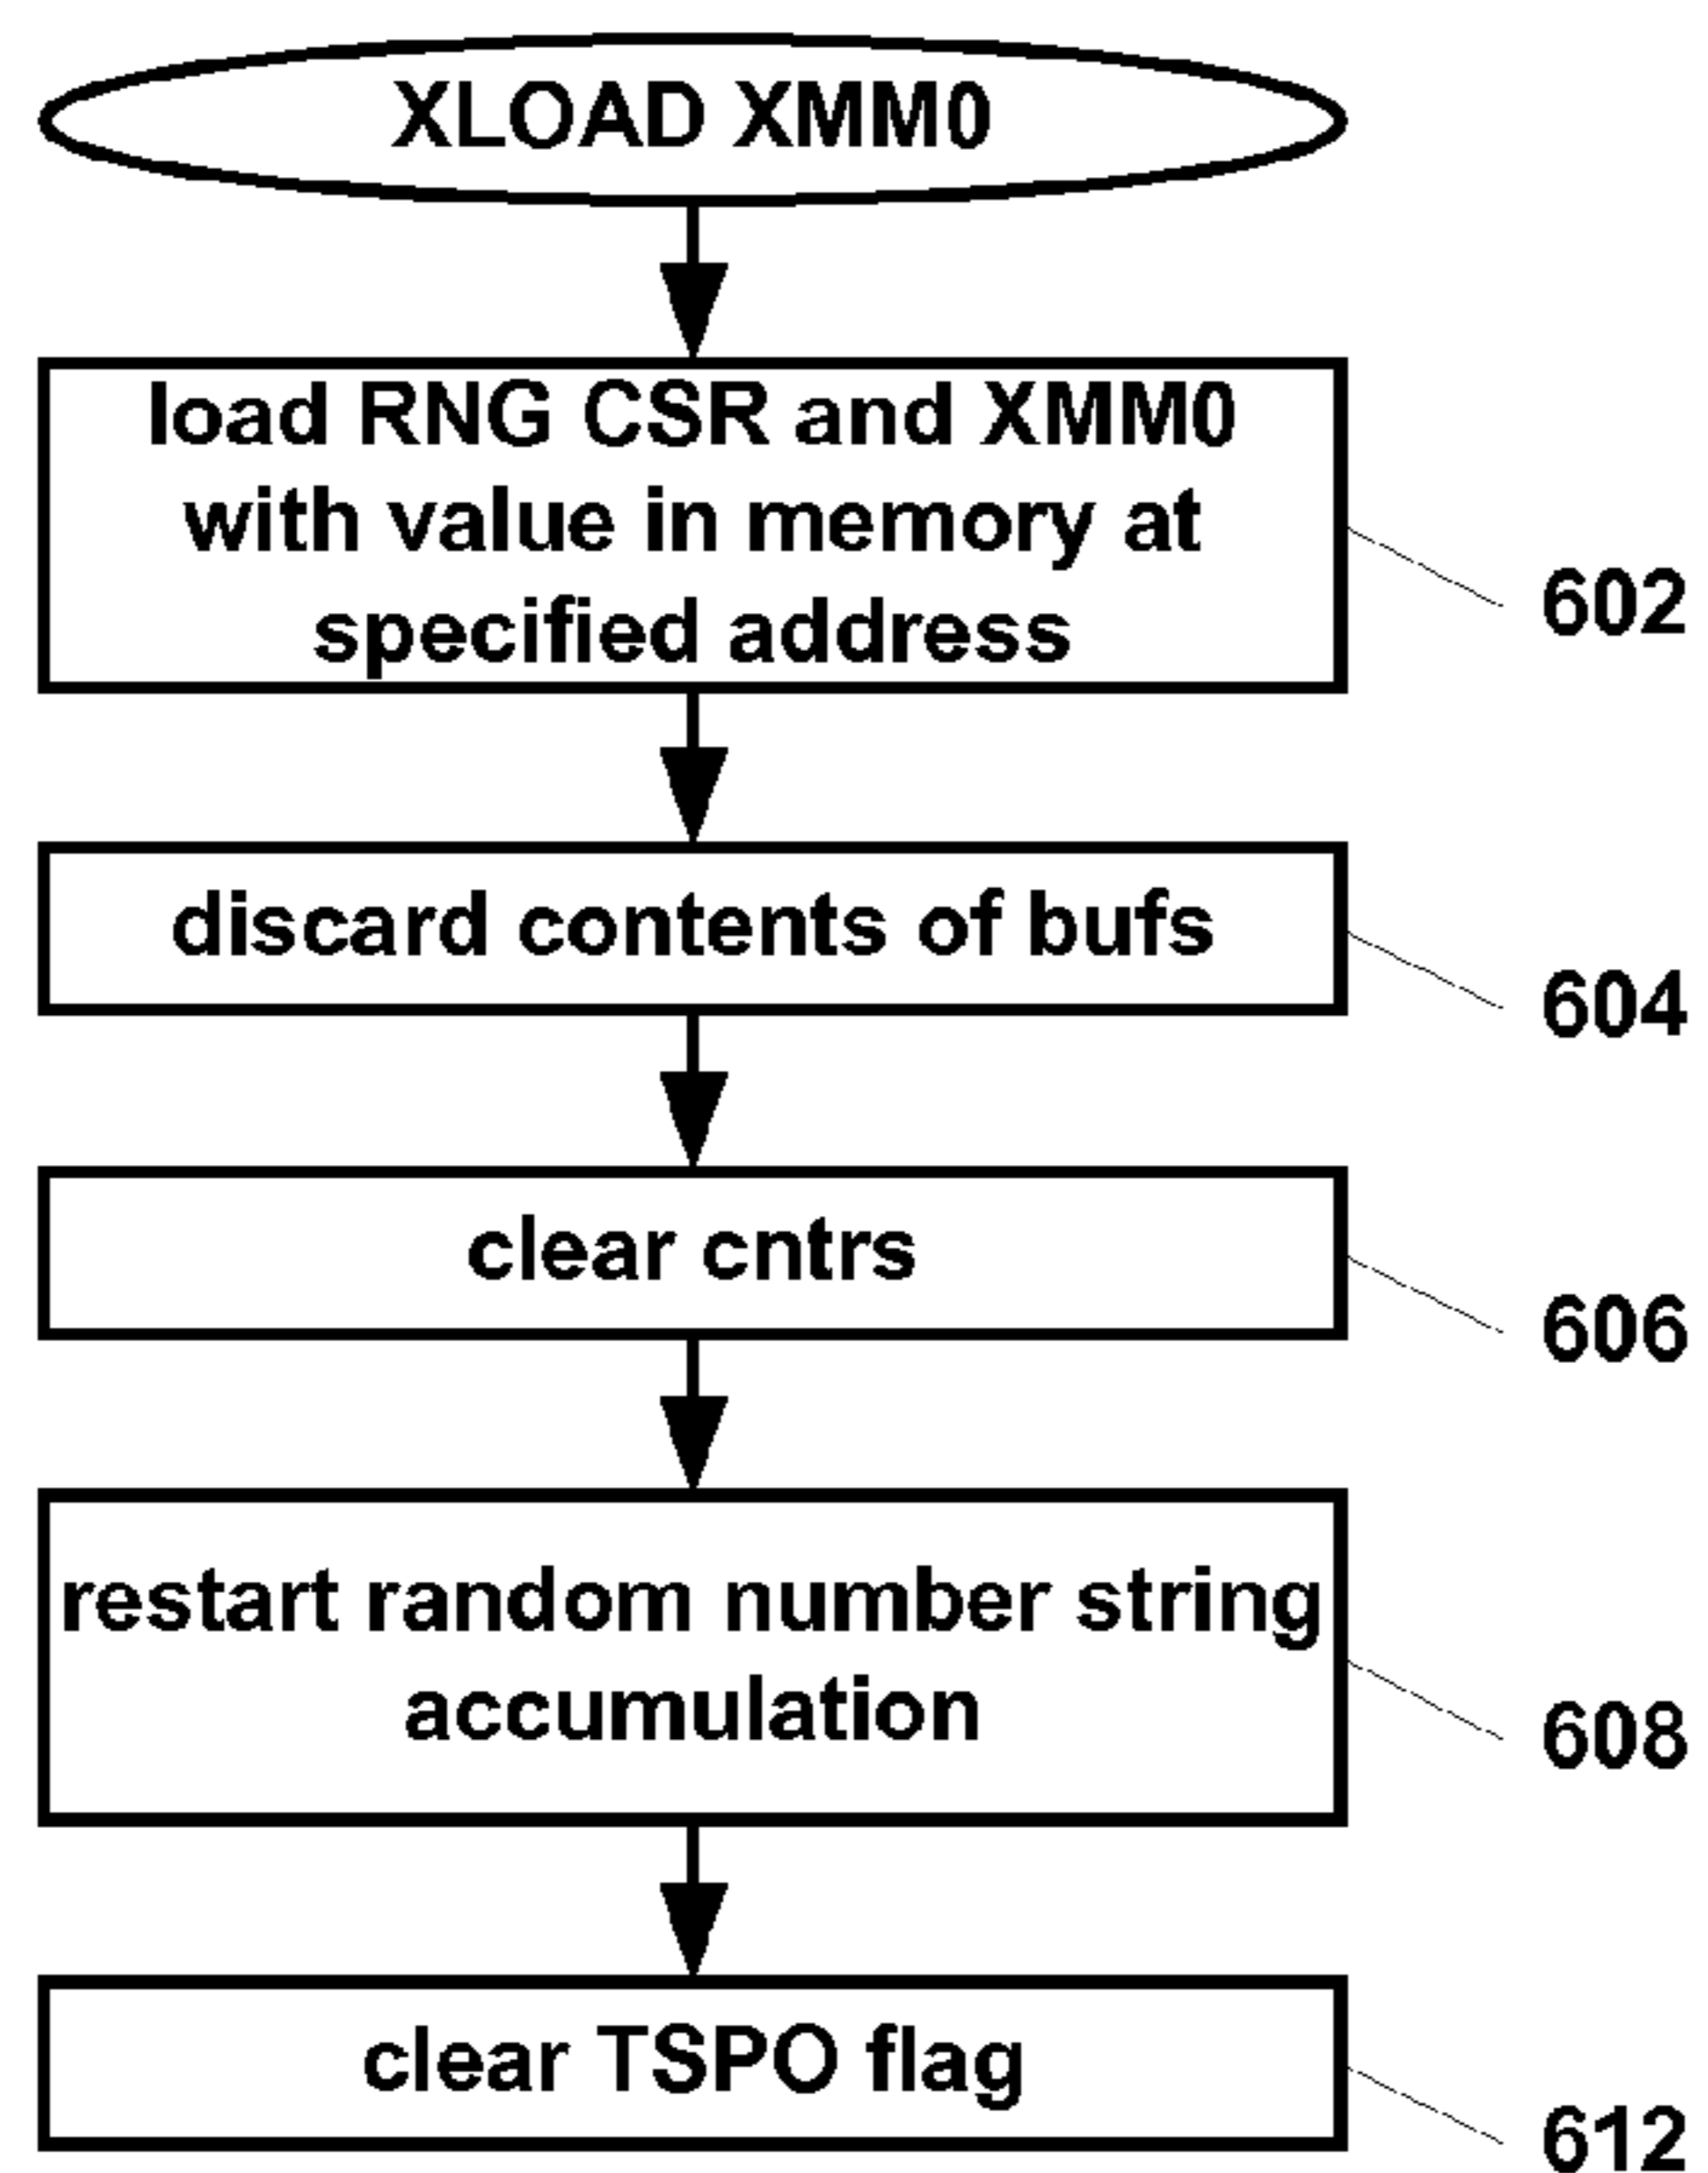 XLOAD XMM0
load RNG CSR and XMM0
with value in memory at
specified address
602
discard contents of bufs
604
clear cntrs
606
restart random number string
accumulation
608
clear TSPO flag
612